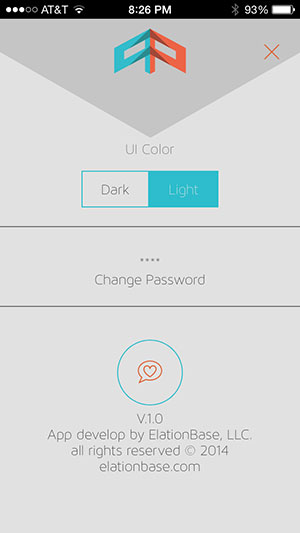 AT&T 8:26 PM 93%
UI Color
Dark Light
****
Change Password
V.1.0
App develop by ElationBase, LLC.
all rights reserved © 2014
elationbase.com